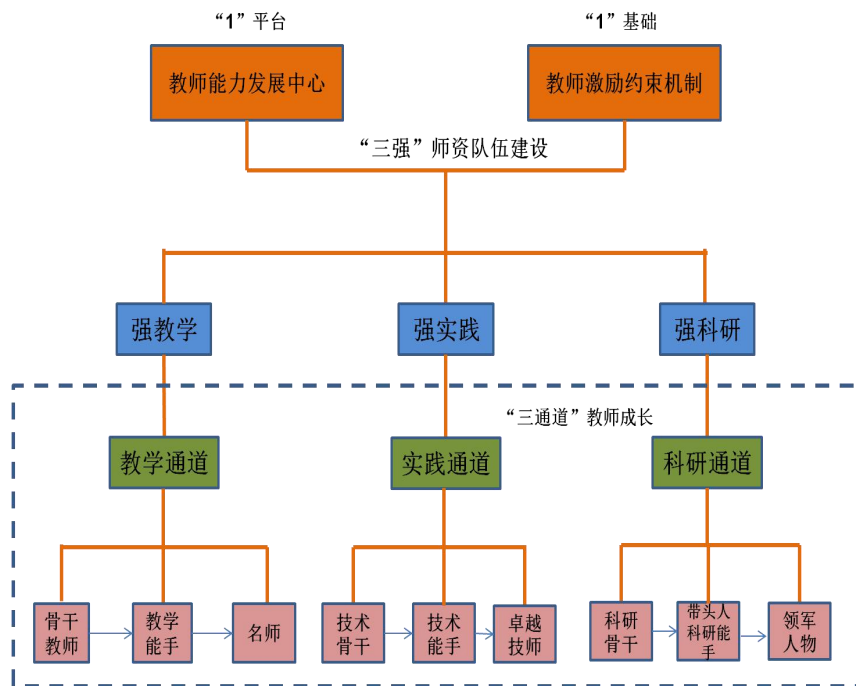 “1”平台
“1”基础
教师能力发展中心
教师激励约束机制
“三强”师资队伍建设
强教学
强实践
强科研
“三通道”教师成长
教学通道
实践通道
科研通道
骨干
教师
教学
能手
名师
技术
骨干
技术
能手
卓越
技师
科研
骨干
带头人
科研能
手
领军
人物